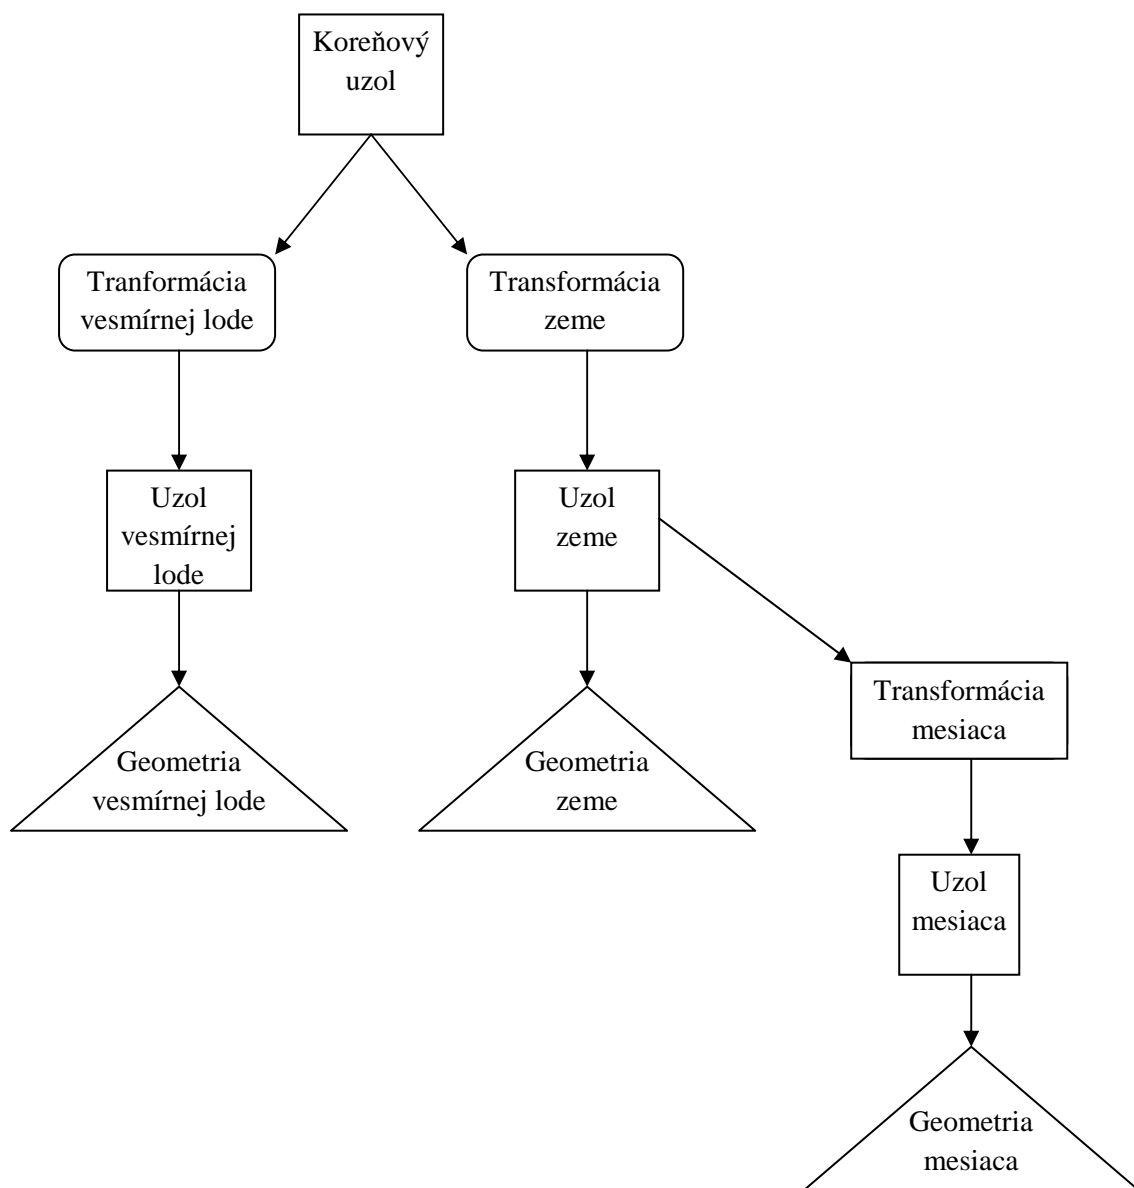 Koreňový
uzol
Tranformácia
vesmírnej lode
Transformácia
zeme
Uzol
vesmírnej
lode
Uzol
zeme
Geometria
vesmírnej lode
Geometria
zeme
Transformácia
mesiaca
Uzol
mesiaca
Geometria
mesiaca